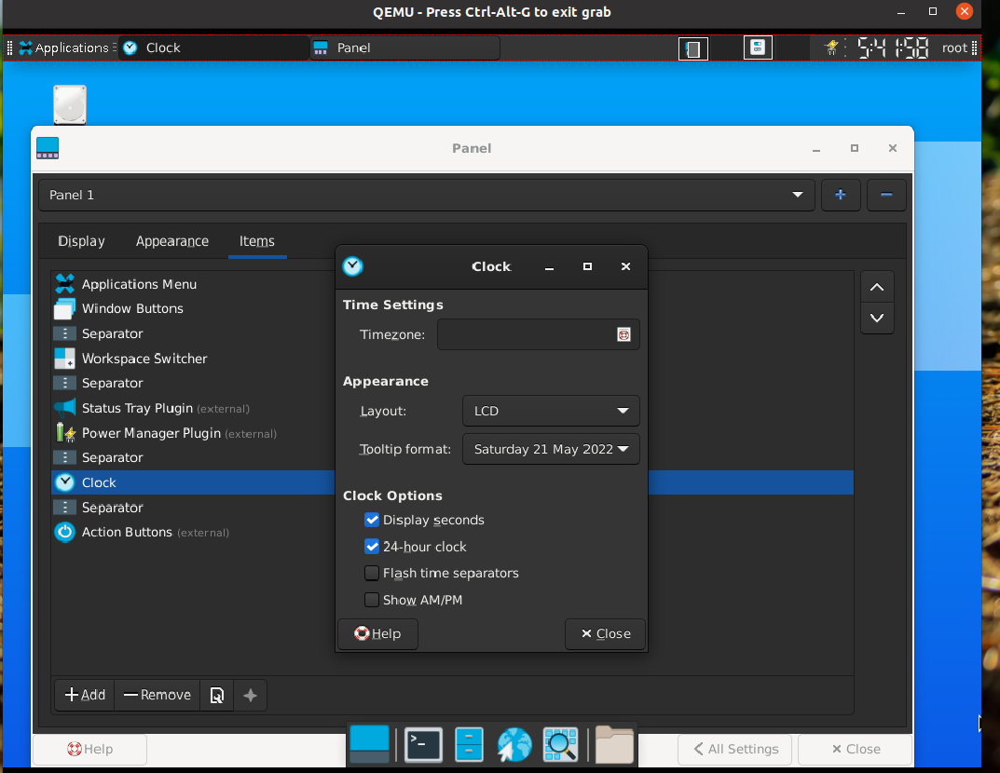 QEMU - Press Ctrl-Alt-G to exit grab
Applications Clock Panel 5:41:58 root
Panel
Panel 1
Display Appearance Items
Applications Menu
Window Buttons
Separator
Workspace Switcher
Separator
Status Tray Plugin (external)
Power Manager Plugin (external)
Separator
Clock
Separator
Action Buttons (external)
Add Remove
Clock
Time Settings
Timezone:
Appearance
Layout: LCD
Tooltip format: Saturday 21 May 2022
Clock Options
Display seconds
24-hour clock
Flash time separators
Show AM/PM
Help Close
Help All Settings Close